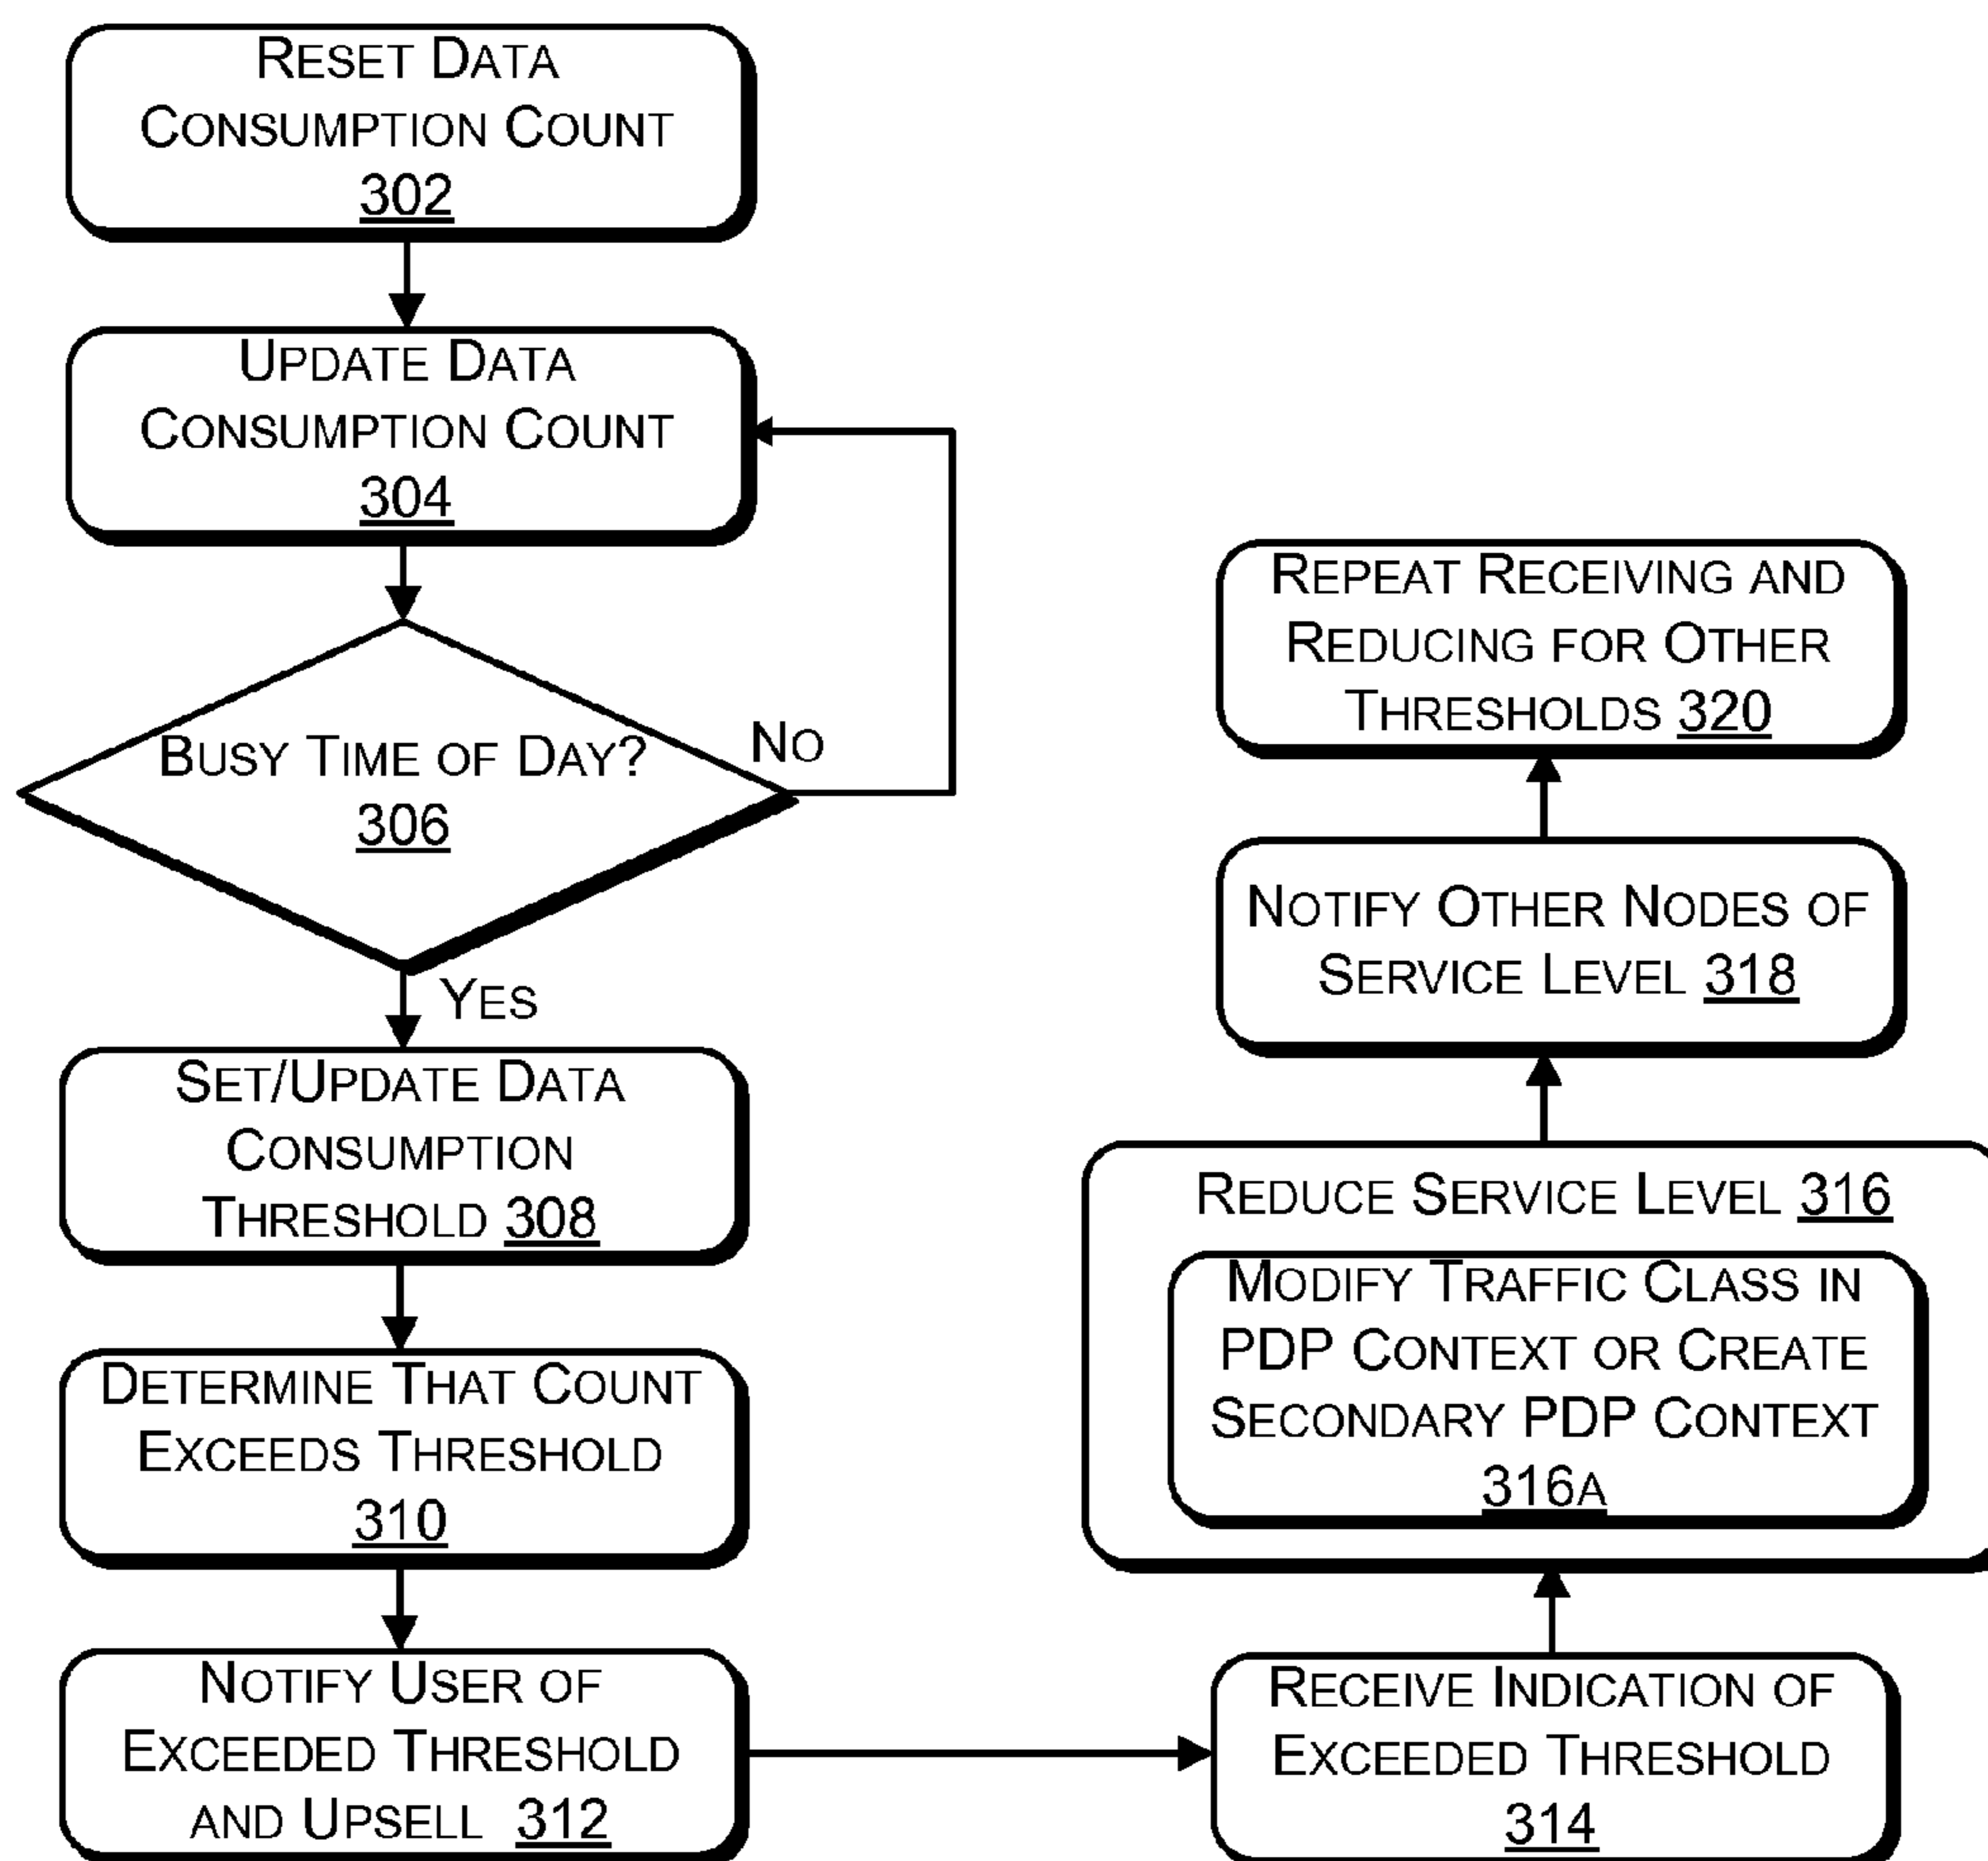 RESET DATA
CONSUMPTION COUNT
302
UPDATE DATA
CONSUMPTION COUNT
304
BUSY TIME OF DAY?
306
NO
YES
SET/UPDATE DATA
CONSUMPTION
THRESHOLD 308
DETERMINE THAT COUNT
EXCEEDS THRESHOLD
310
NOTIFY USER OF
EXCEEDED THRESHOLD
AND UPSELL 312
RECEIVE INDICATION OF
EXCEEDED THRESHOLD
314
REDUCE SERVICE LEVEL 316
MODIFY TRAFFIC CLASS IN
PDP CONTEXT OR CREATE
SECONDARY PDP CONTEXT
316A
NOTIFY OTHER NODES OF
SERVICE LEVEL 318
REPEAT RECEIVING AND
REDUCING FOR OTHER
THRESHOLDS 320